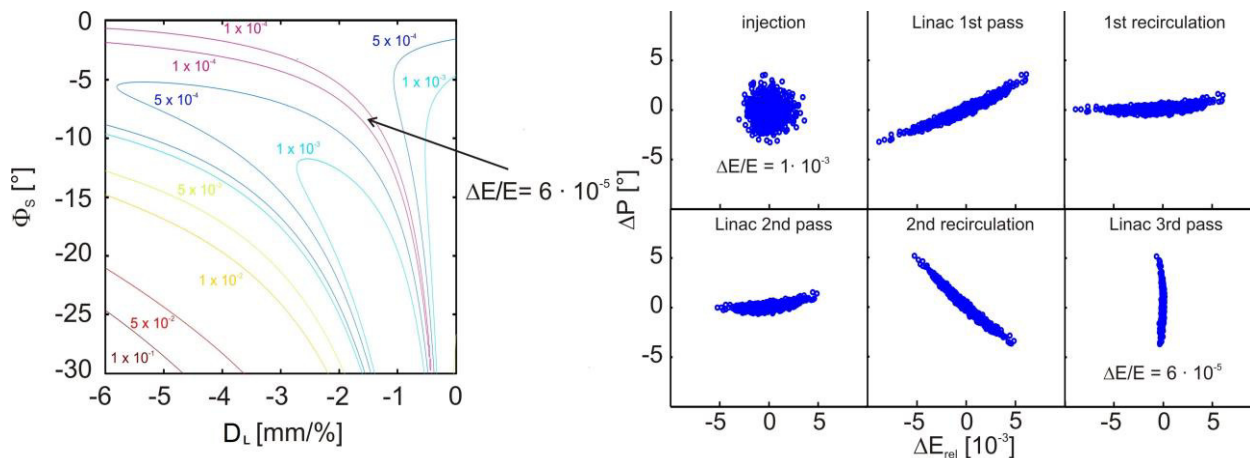 0
-5
-10
-15
-20
-25
-30
Φₛ [°]
1 x 10⁻⁴
5 x 10⁻⁴
1 x 10⁻⁴
1 x 10⁻³
5 x 10⁻⁴
1 x 10⁻³
5 x 10⁻³
1 x 10⁻²
5 x 10⁻²
1 x 10⁻¹
ΔE/E= 6 · 10⁻⁵
-6 -5 -4 -3 -2 -1 0
D_L [mm/%]
injection
Linac 1st pass
1st recirculation
5
0
-5
ΔE/E = 1 · 10⁻³
ΔP [°]
Linac 2nd pass
2nd recirculation
Linac 3rd pass
5
0
-5
ΔE/E = 6 · 10⁻⁵
-5 0 5
-5 0 5
-5 0 5
ΔE_rel [10⁻³]